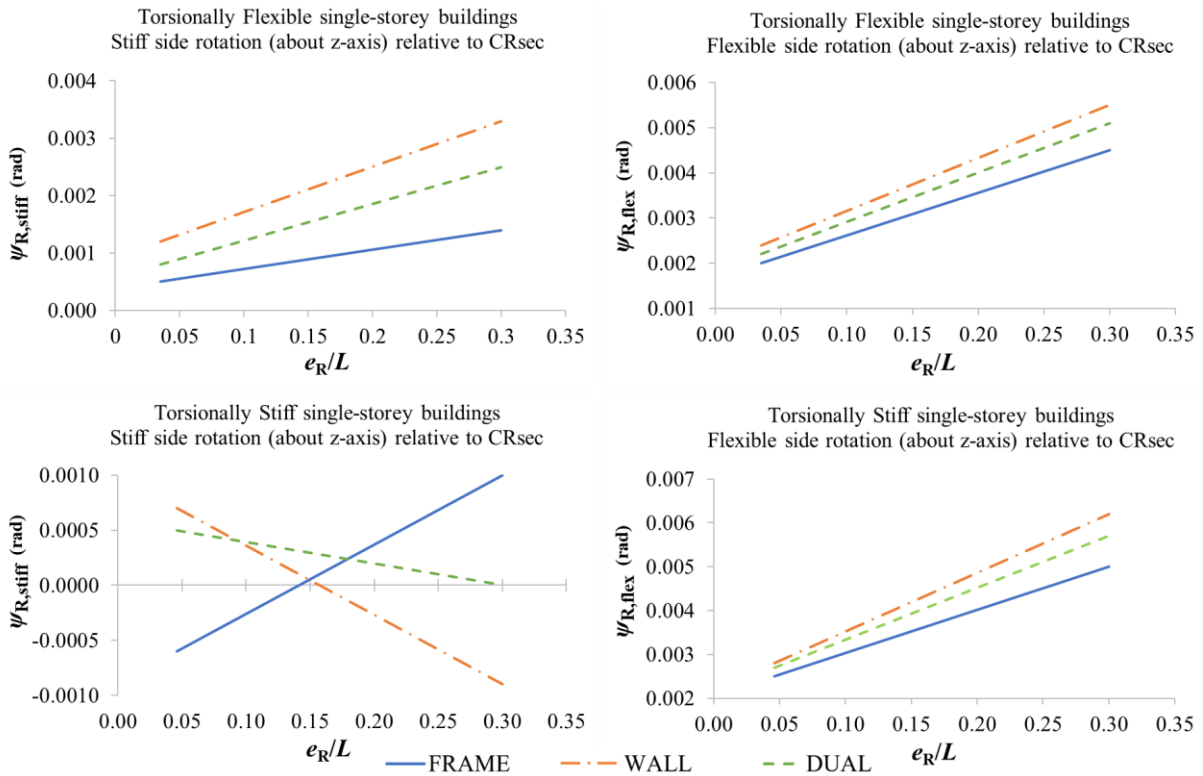 Torsionally Flexible single-storey buildings
Stiff side rotation (about z-axis) relative to CRsec
0.004
0.003
0.002
0.001
0.000
ψR,stiff (rad)
0
0.05
0.10
0.15
0.20
0.25
0.30
0.35
eR/L
Torsionally Flexible single-storey buildings
Flexible side rotation (about z-axis) relative to CRsec
0.006
0.005
0.004
0.003
0.002
0.001
ψR,flex (rad)
0.00
0.05
0.10
0.15
0.20
0.25
0.30
0.35
eR/L
Torsionally Stiff single-storey buildings
Stiff side rotation (about z-axis) relative to CRsec
0.0010
0.0005
0.0000
-0.0005
-0.0010
ψR,stiff (rad)
0.00
0.05
0.10
0.15
0.20
0.25
0.30
0.35
eR/L
Torsionally Stiff single-storey buildings
Flexible side rotation (about z-axis) relative to CRsec
0.007
0.006
0.005
0.004
0.003
0.002
ψR,flex (rad)
0.00
0.05
0.10
0.15
0.20
0.25
0.30
0.35
eR/L
FRAME
WALL
DUAL